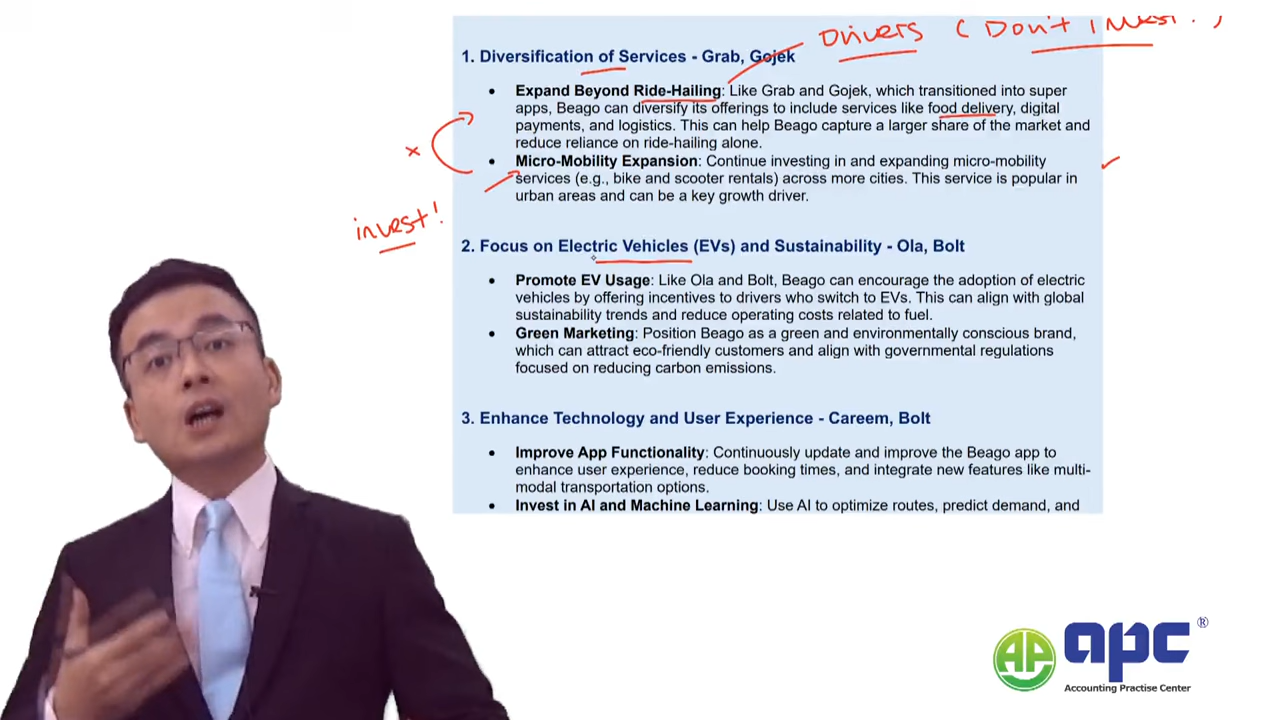 Drivers (Don't invest!)
1. Diversification of Services - Grab, Gojek
Expand Beyond Ride-Hailing: Like Grab and Gojek, which transitioned into super
apps, Beago can diversify its offerings to include services like food delivery, digital
payments, and logistics. This can help Beago capture a larger share of the market and
reduce reliance on ride-hailing alone.
Micro-Mobility Expansion: Continue investing in and expanding micro-mobility
services (e.g., bike and scooter rentals) across more cities. This service is popular in
urban areas and can be a key growth driver.
invest!
2. Focus on Electric Vehicles (EVs) and Sustainability - Ola, Bolt
Promote EV Usage: Like Ola and Bolt, Beago can encourage the adoption of electric
vehicles by offering incentives to drivers who switch to EVs. This can align with global
sustainability trends and reduce operating costs related to fuel.
Green Marketing: Position Beago as a green and environmentally conscious brand,
which can attract eco-friendly customers and align with governmental regulations
focused on reducing carbon emissions.
3. Enhance Technology and User Experience - Careem, Bolt
Improve App Functionality: Continuously update and improve the Beago app to
enhance user experience, reduce booking times, and integrate new features like multi-
modal transportation options.
Invest in AI and Machine Learning: Use AI to optimize routes, predict demand, and
AP apc ®
Accounting Practise Center